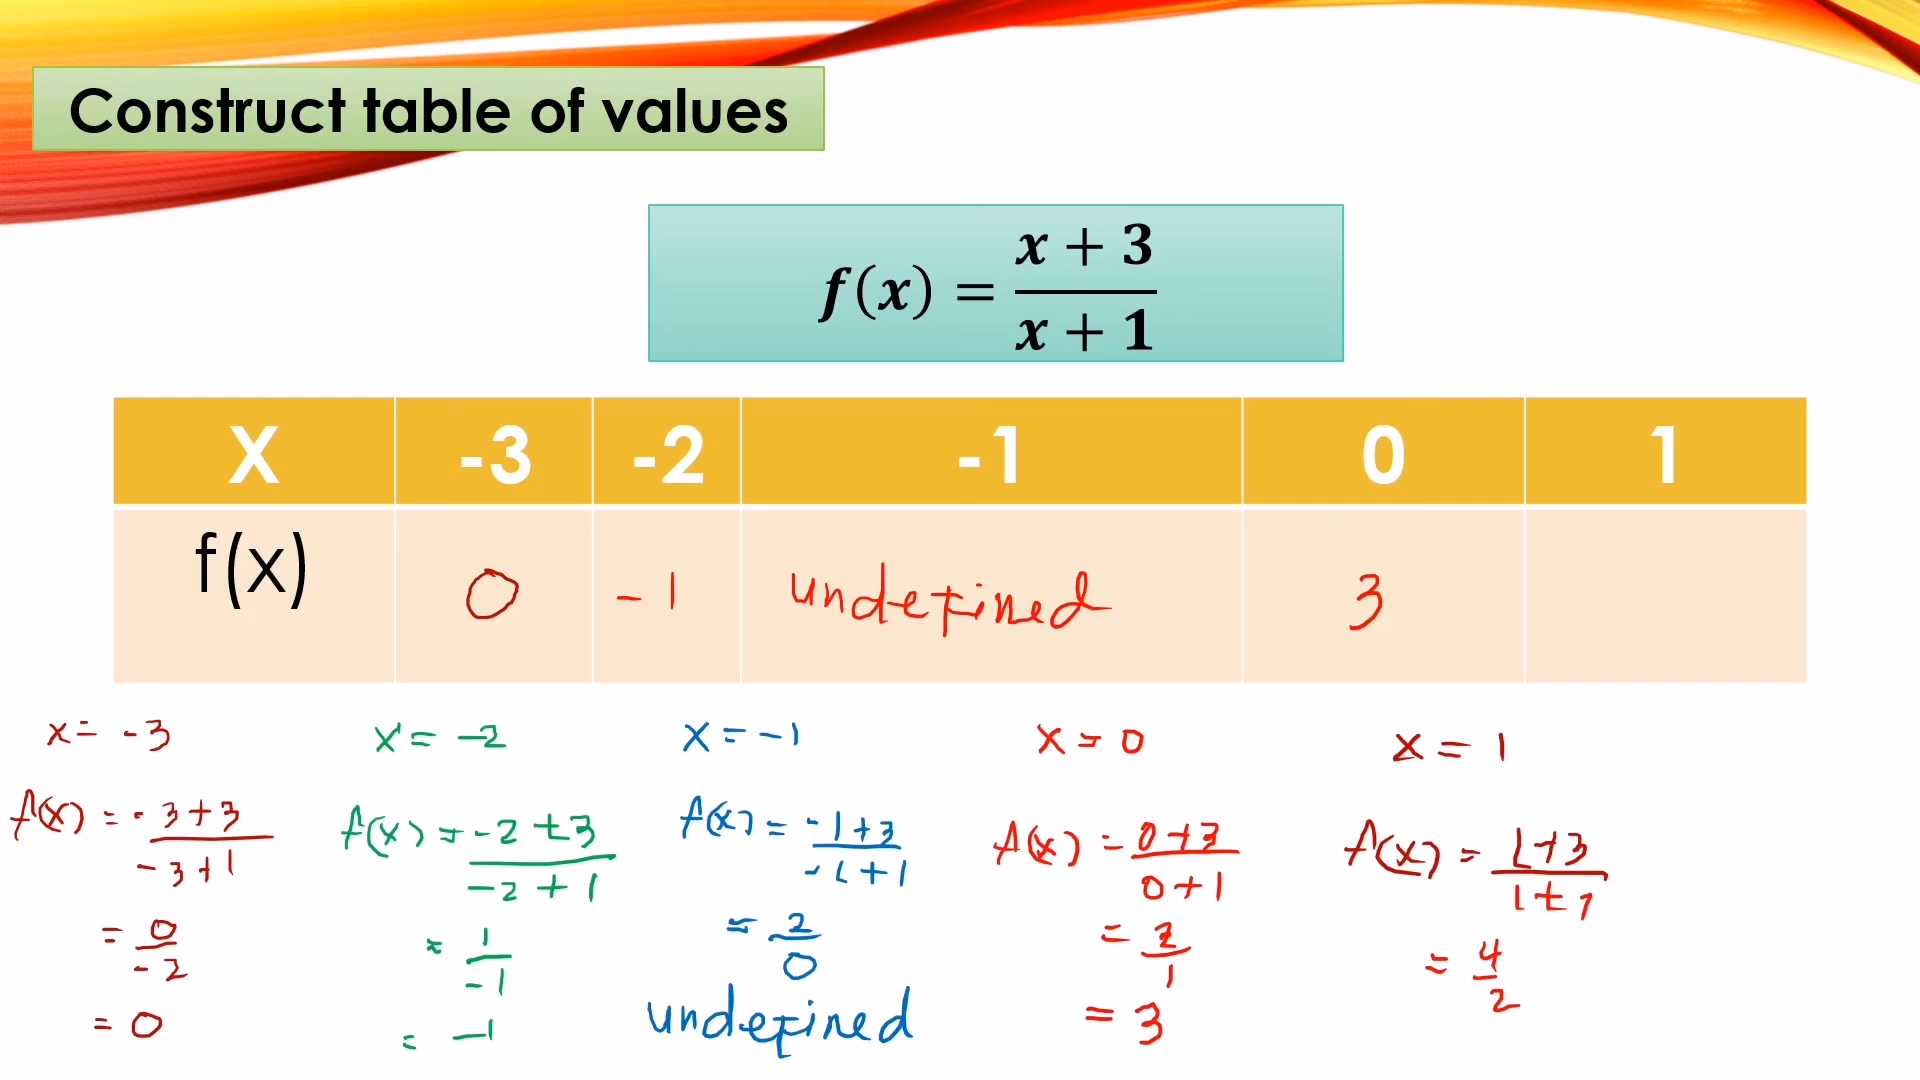 Construct table of values
f(x) = x + 3 / x + 1
X -3 -2 -1 0 1
f(x) 0 -1 undefined 3
x = -3
f(x) = -3+3 / -3+1
= 0 / -2
= 0
x = -2
f(x) = -2+3 / -2+1
= 1 / -1
= -1
x = -1
f(x) = -1+3 / -1+1
= 2 / 0
undefined
x = 0
f(x) = 0+3 / 0+1
= 3 / 1
= 3
x = 1
f(x) = 1+3 / 1+1
= 4 / 2